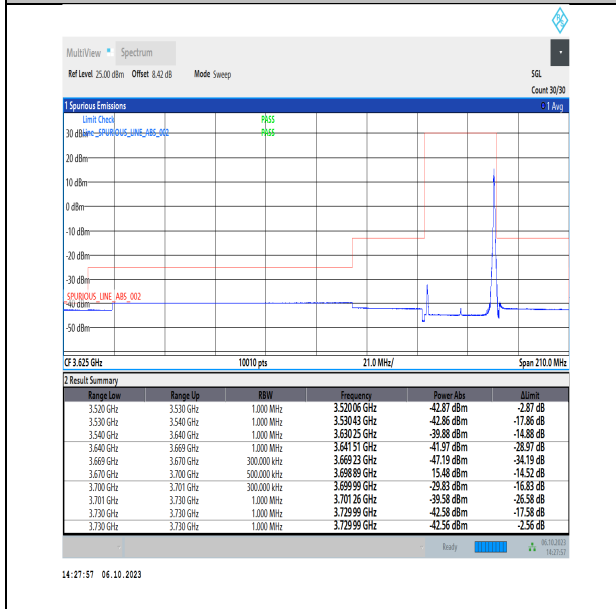 MultiView Spectrum
Ref Level 25.00 dBm Offset 8.42 dB Mode Sweep SGL
Count 30/30
1 Spurious Emissions 1 Avg
Limit Check PASS
30 dBm Line _SPURIOUS_LINE_ABS_002 PASS
20 dBm
10 dBm
0 dBm
-10 dBm
-20 dBm
-30 dBm
_SPURIOUS_LINE_ABS_002
-40 dBm
-50 dBm
CF 3.625 GHz 10010 pts 21.0 MHz/ Span 210.0 MHz
2 Result Summary
Range Low Range Up RBW Frequency Power Abs ΔLimit
3.520 GHz 3.530 GHz 1.000 MHz 3.52006 GHz -42.87 dBm -2.87 dB
3.530 GHz 3.540 GHz 1.000 MHz 3.53043 GHz -42.86 dBm -17.86 dB
3.540 GHz 3.640 GHz 1.000 MHz 3.63025 GHz -39.88 dBm -14.88 dB
3.640 GHz 3.669 GHz 1.000 MHz 3.64151 GHz -41.97 dBm -28.97 dB
3.669 GHz 3.670 GHz 300.000 kHz 3.66923 GHz -47.19 dBm -34.19 dB
3.670 GHz 3.700 GHz 500.000 kHz 3.69889 GHz 15.48 dBm -14.52 dB
3.700 GHz 3.701 GHz 300.000 kHz 3.69999 GHz -29.83 dBm -16.83 dB
3.701 GHz 3.730 GHz 1.000 MHz 3.70126 GHz -39.58 dBm -26.58 dB
3.730 GHz 3.730 GHz 1.000 MHz 3.72999 GHz -42.58 dBm -17.58 dB
3.730 GHz 3.730 GHz 1.000 MHz 3.72999 GHz -42.56 dBm -2.56 dB
Ready 06.10.2023
14:27:57
14:27:57 06.10.2023